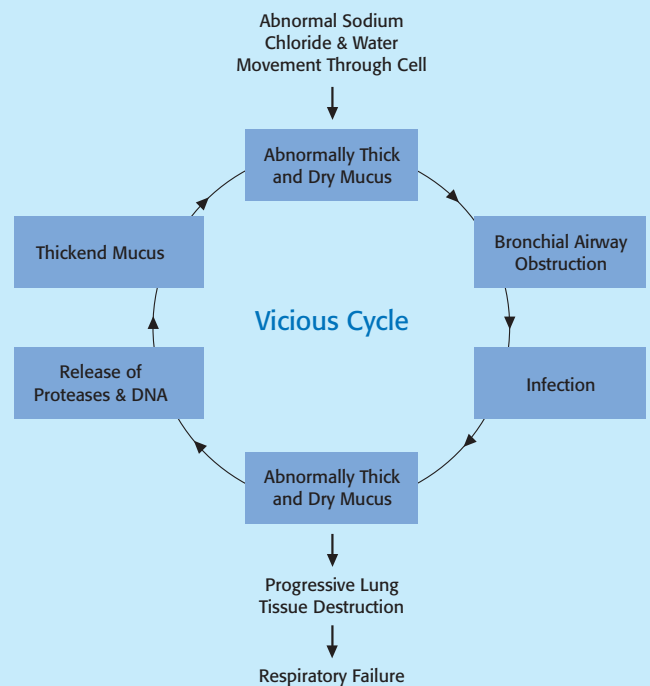 Abnormal Sodium
Chloride & Water
Movement Through Cell
Abnormally Thick
and Dry Mucus
Bronchial Airway
Obstruction
Infection
Abnormally Thick
and Dry Mucus
Release of
Proteases & DNA
Thickend Mucus
Vicious Cycle
Progressive Lung
Tissue Destruction
Respiratory Failure